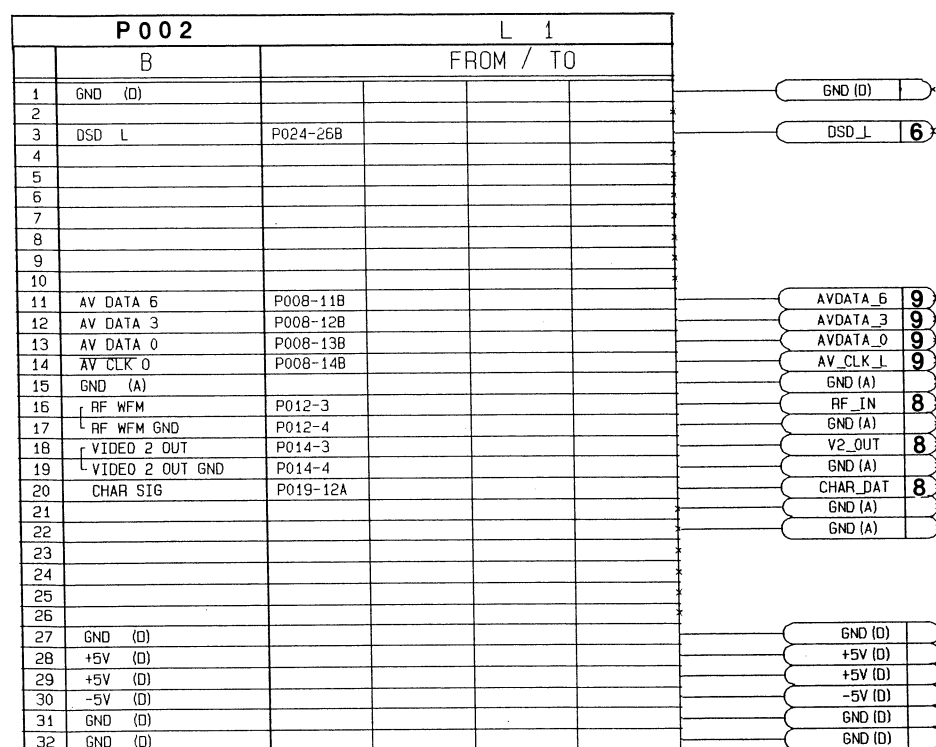 P002 L 1
B FROM / TO
1 GND (D) GND (D)
2
3 DSD L P024-26B DSD_L 6
4
5
6
7
8
9
10
11 AV DATA 6 P008-11B AVDATA_6 9
12 AV DATA 3 P008-12B AVDATA_3 9
13 AV DATA 0 P008-13B AVDATA_0 9
14 AV CLK 0 P008-14B AV_CLK_L 9
15 GND (A) GND (A)
16 RF WFM P012-3 RF_IN 8
17 RF WFM GND P012-4 GND (A)
18 VIDEO 2 OUT P014-3 V2_OUT 8
19 VIDEO 2 OUT GND P014-4 GND (A)
20 CHAR SIG P019-12A CHAR_DAT 8
21 GND (A)
22 GND (A)
23
24
25
26
27 GND (D) GND (D)
28 +5V (D) +5V (D)
29 +5V (D) +5V (D)
30 -5V (D) -5V (D)
31 GND (D) GND (D)
32 GND (D) GND (D)